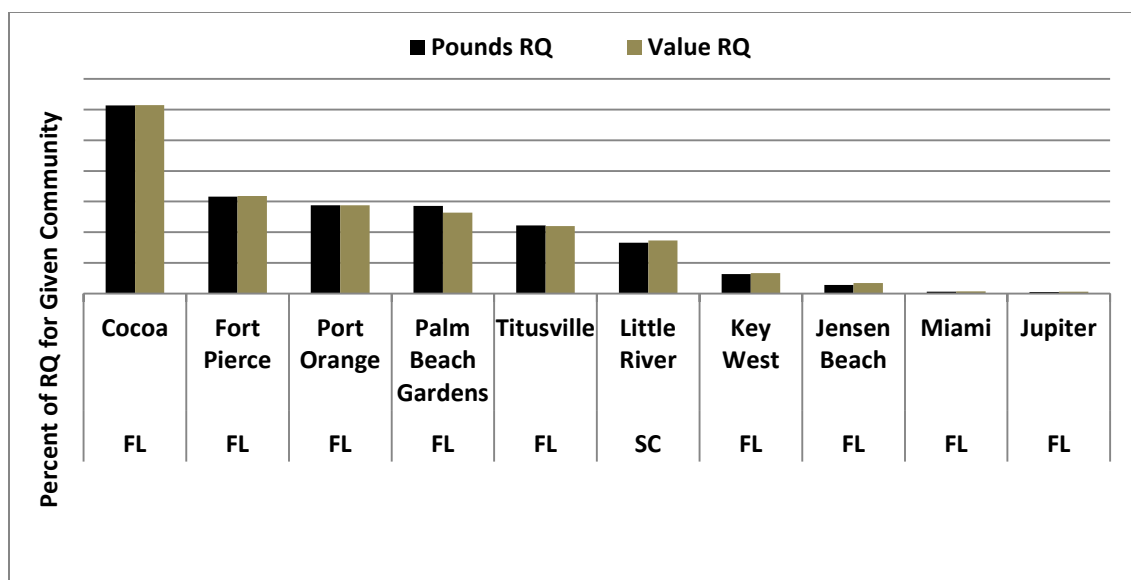 Pounds RQ Value RQ
Percent of RQ for Given Community
Cocoa Fort Pierce Port Orange Palm Beach Gardens Titusville Little River Key West Jensen Beach Miami Jupiter
FL FL FL FL FL SC FL FL FL FL